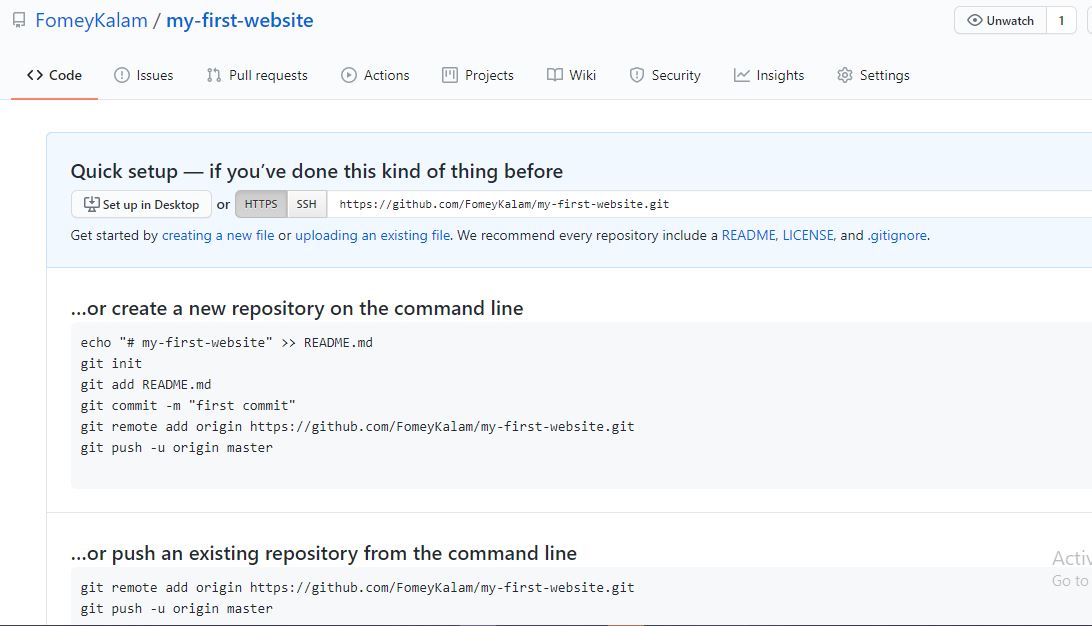 FomeyKalam / my-first-website
Unwatch 1
Code Issues Pull requests Actions Projects Wiki Security Insights Settings
Quick setup — if you’ve done this kind of thing before
Set up in Desktop or HTTPS SSH https://github.com/FomeyKalam/my-first-website.git
Get started by creating a new file or uploading an existing file. We recommend every repository include a README, LICENSE, and .gitignore.
…or create a new repository on the command line
echo "# my-first-website" >> README.md
git init
git add README.md
git commit -m "first commit"
git remote add origin https://github.com/FomeyKalam/my-first-website.git
git push -u origin master
…or push an existing repository from the command line
git remote add origin https://github.com/FomeyKalam/my-first-website.git
git push -u origin master
Go to